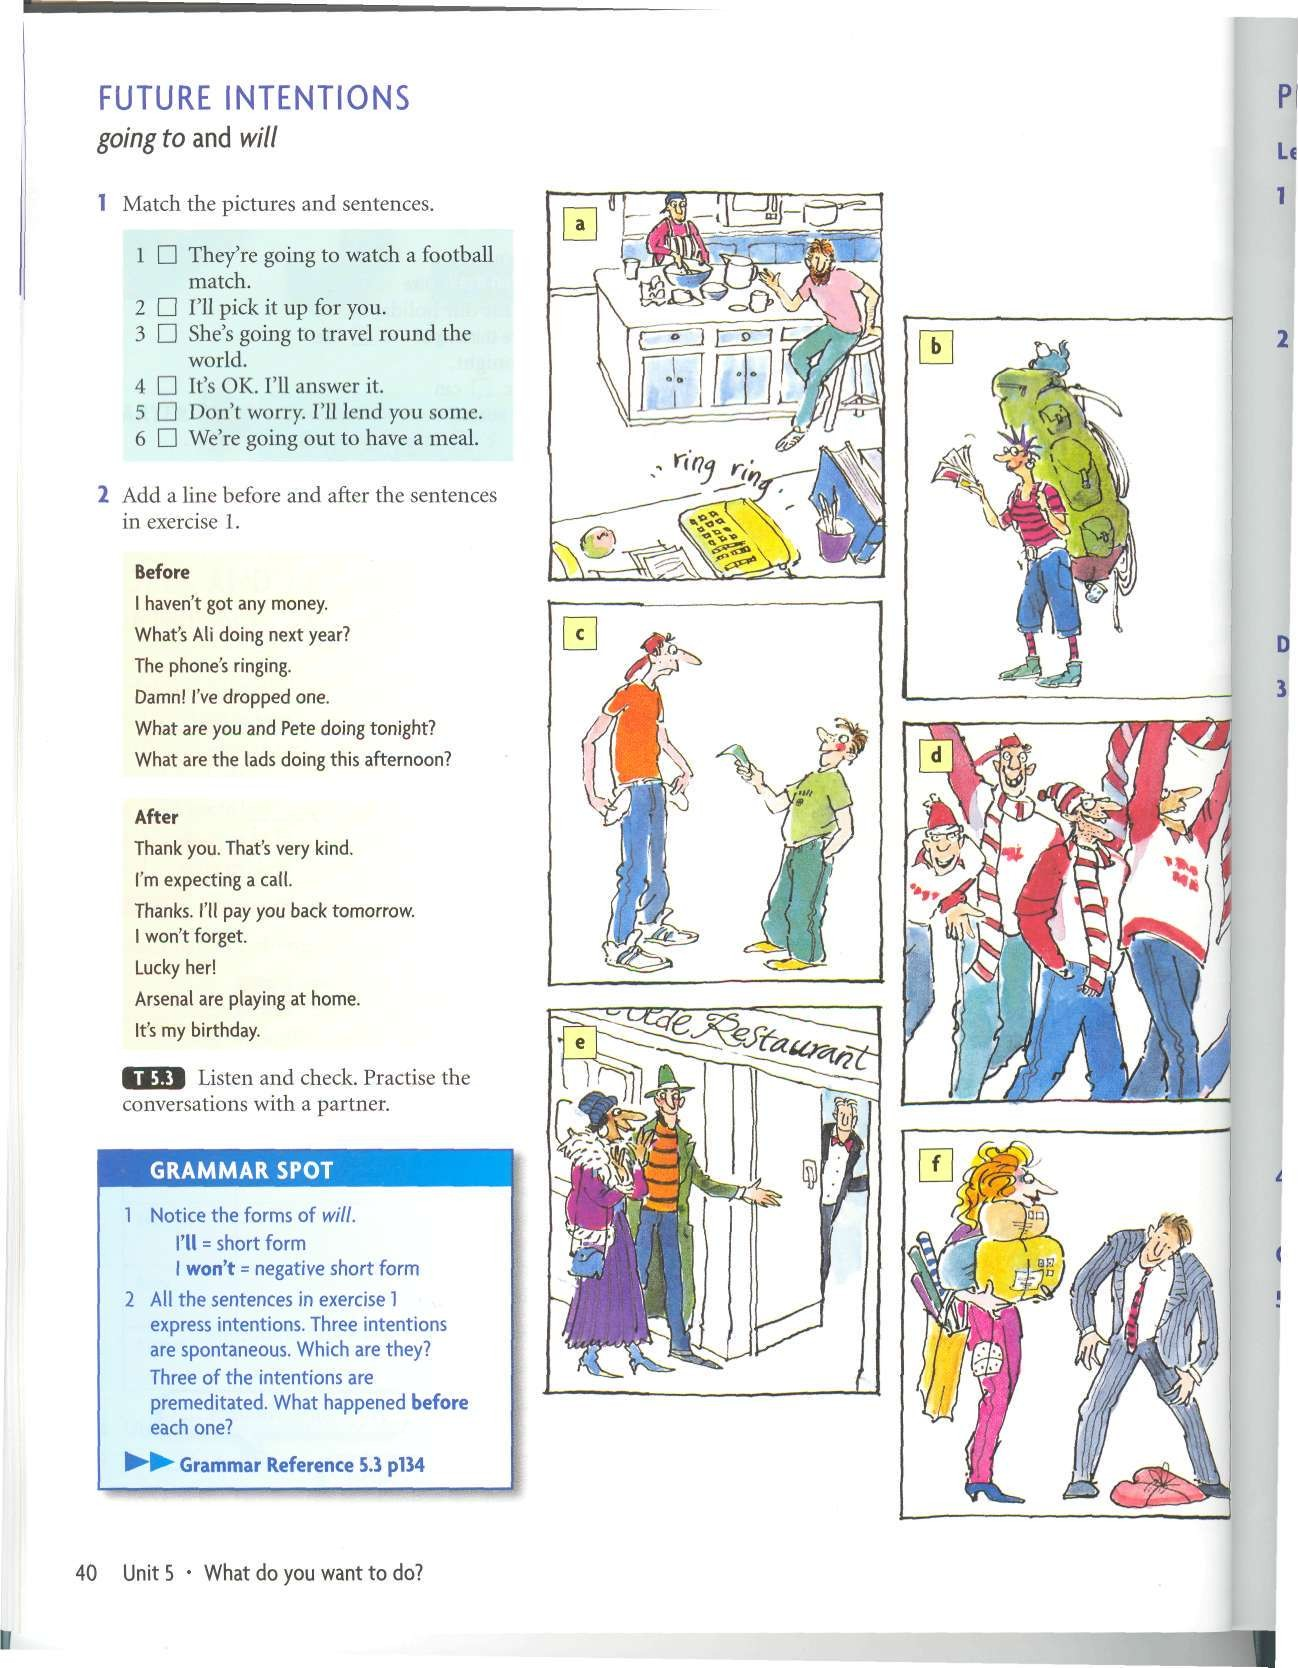 FUTURE INTENTIONS
going to and will
1 Match the pictures and sentences.
1 □ They're going to watch a football
match.
2 □ I'll pick it up for you.
3 □ She's going to travel round the
world.
4 □ It's OK. I'll answer it.
5 □ Don't worry. I'll lend you some.
6 □ We're going out to have a meal.
2 Add a line before and after the sentences
in exercise 1.
Before
I haven't got any money.
What's Ali doing next year?
The phone's ringing.
Damn! I've dropped one.
What are you and Pete doing tonight?
What are the lads doing this afternoon?
After
Thank you. That's very kind.
I'm expecting a call.
Thanks. I'll pay you back tomorrow.
I won't forget.
Lucky her!
Arsenal are playing at home.
It's my birthday.
T 5.3 Listen and check. Practise the
conversations with a partner.
GRAMMAR SPOT
1 Notice the forms of will.
I'll = short form
I won't = negative short form
2 All the sentences in exercise 1
express intentions. Three intentions
are spontaneous. Which are they?
Three of the intentions are
premeditated. What happened before
each one?
►► Grammar Reference 5.3 p134
a
ring ring
b
c
d
e
Olde Restaurant
f
40 Unit 5 • What do you want to do?
P
Le
1
2
D
3